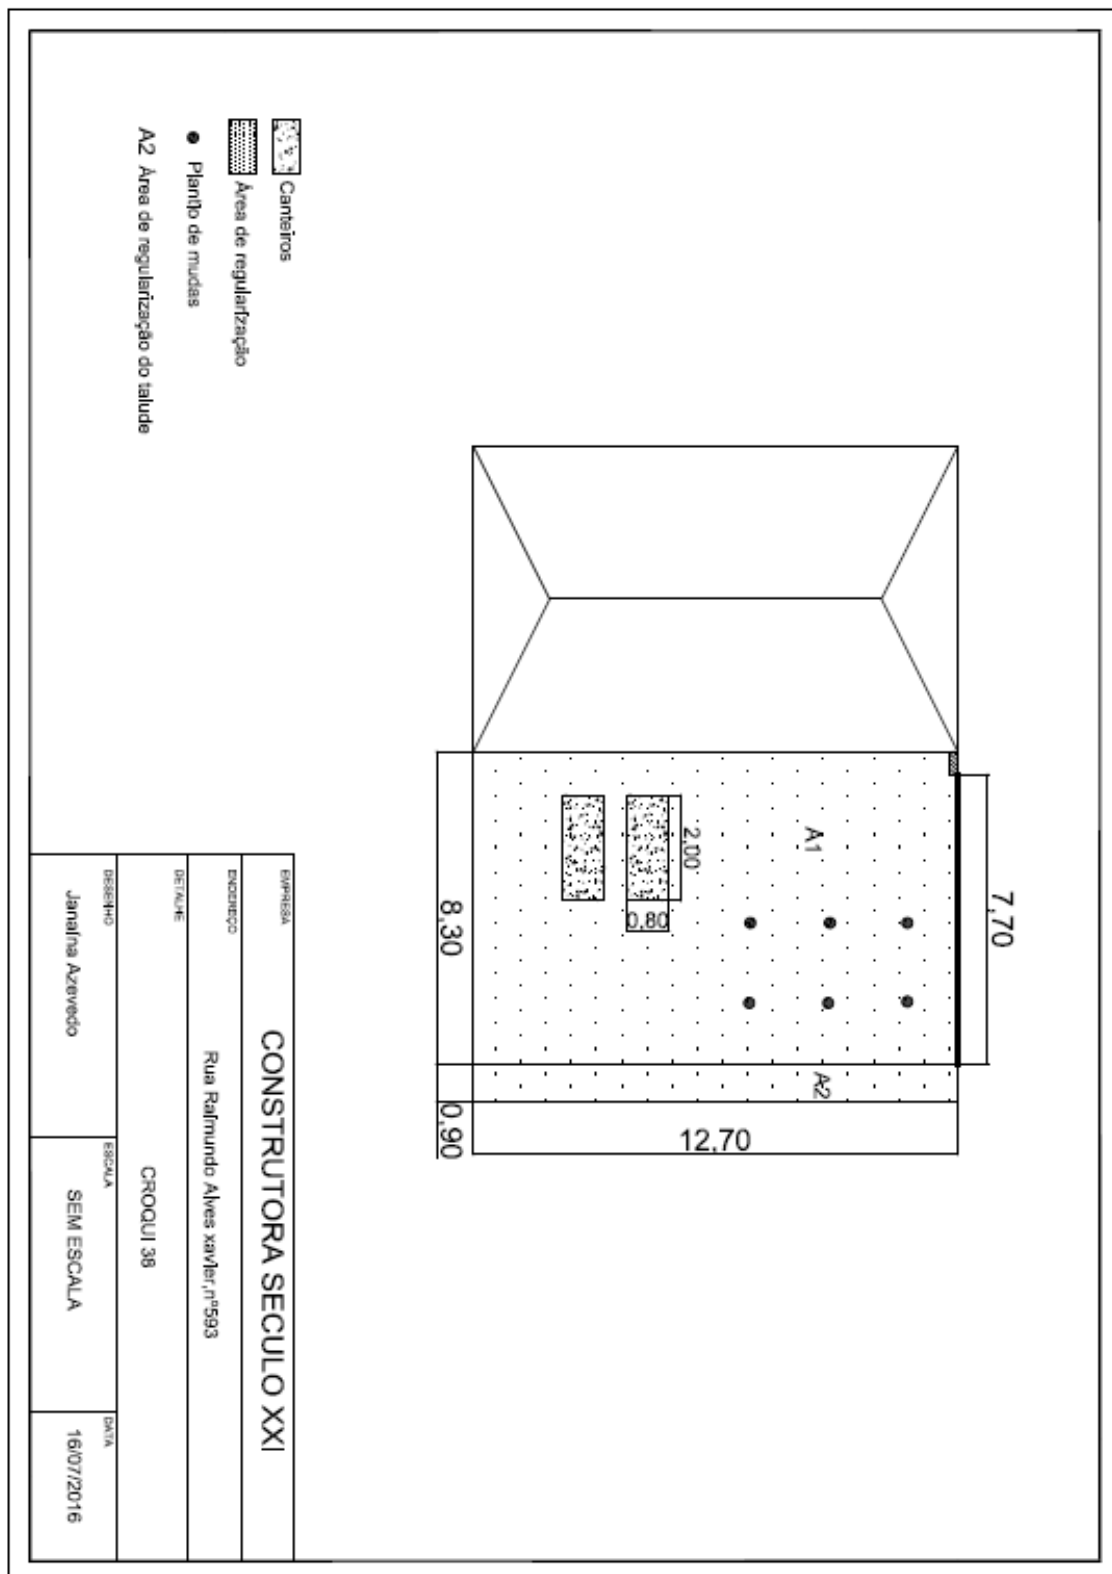 7,70
A1
2,00
0,80
A2
8,30
0,90
12,70
Canteiros
Área de regularização
Plantio de mudas
A2 Área de regularização do talude
EMPRESA
CONSTRUTORA SECULO XXI
ENDEREÇO
Rua Raimundo Alves xavier,nº593
DETALHE
CROQUI 38
DESENHO
Janaína Azevedo
ESCALA
SEM ESCALA
DATA
16/07/2016